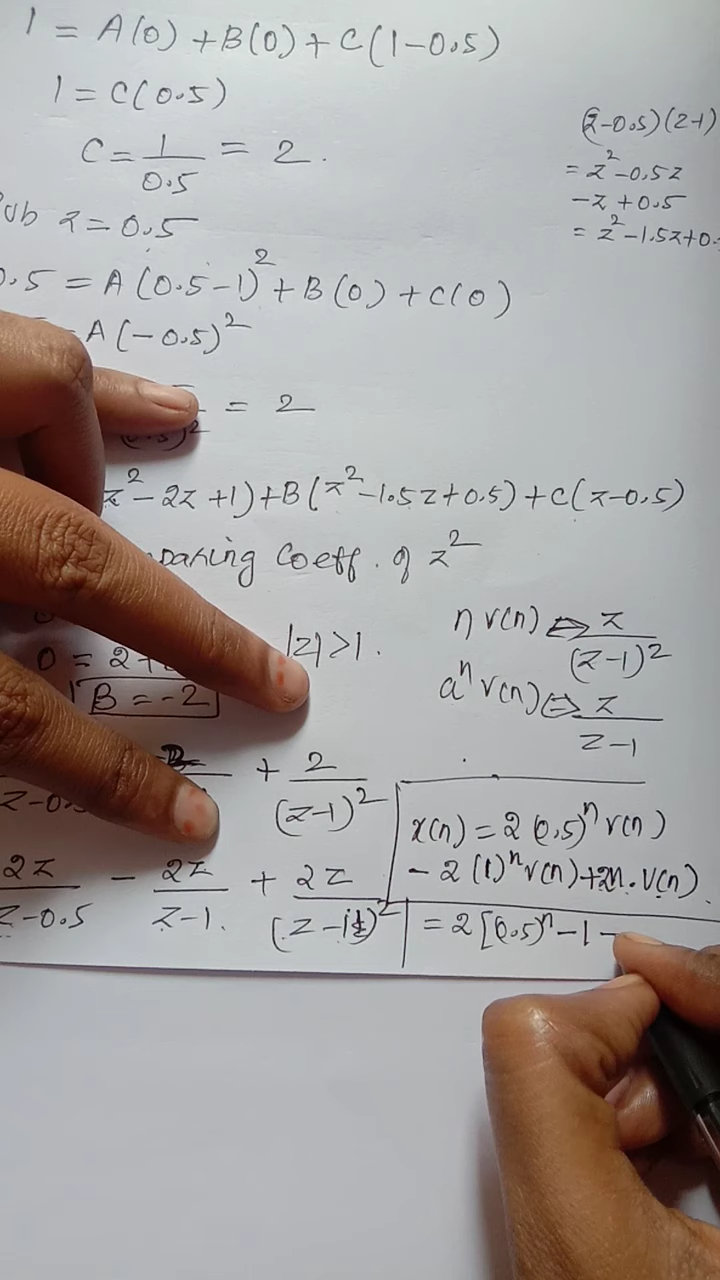 1 = A(0) + B(0) + C(1-0.5)
1 = C(0.5)
C = 1/0.5 = 2.
(z-0.5)(z-1)
= z² - 0.5z
- z + 0.5
= z² - 1.5z + 0.
ub z = 0.5
0.5 = A(0.5-1)² + B(0) + C(0)
= A(-0.5)²
= 2
z² - 2z + 1) + B(z² - 1.5z + 0.5) + C(z-0.5)
paring Coeff. of z²
0 = 2 +
B = -2
|z| > 1.
n v(n) ⇔ z/(z-1)²
aⁿ v(n) ⇔ z/z-1
+ 2/(z-1)²
2z/z-0.5 - 2z/z-1. + 2z/(z-1)²
x(n) = 2(0.5)ⁿ v(n)
- 2(1)ⁿ v(n) + 2n. v(n).
= 2[(0.5)ⁿ - 1 -